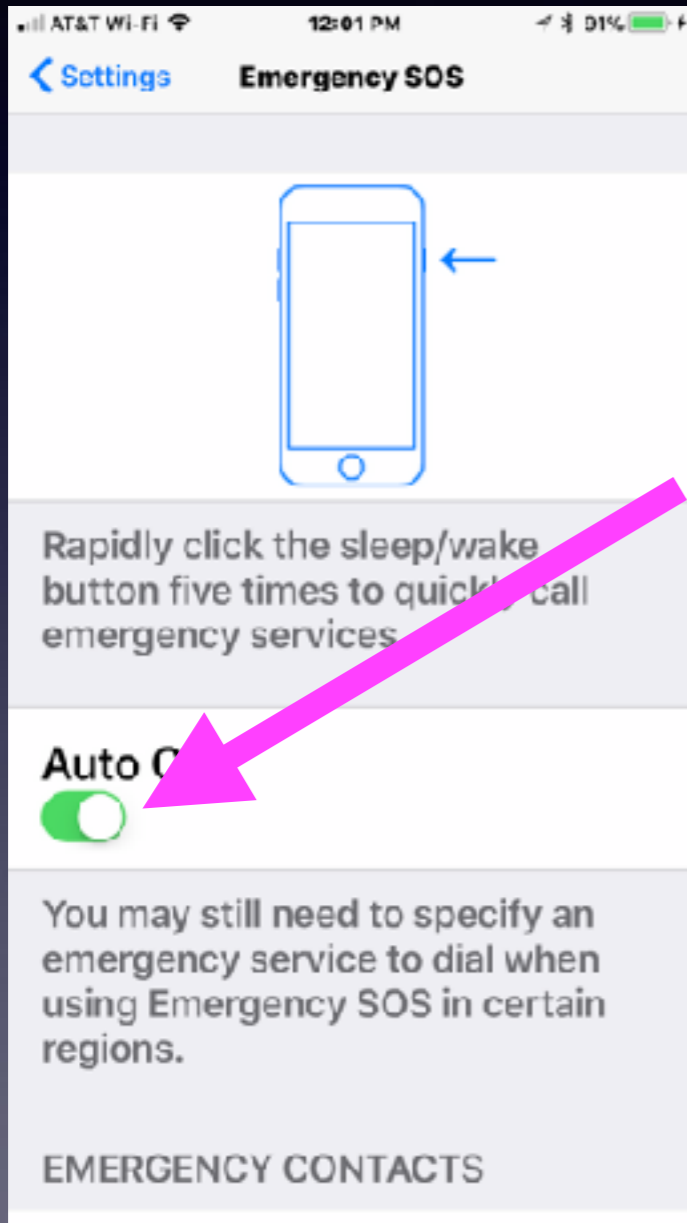 AT&T Wi-Fi 12:01 PM 91%
Settings Emergency SOS
Rapidly click the sleep/wake
button five times to quickly call
emergency services
Auto
You may still need to specify an
emergency service to dial when
using Emergency SOS in certain
regions.
EMERGENCY CONTACTS